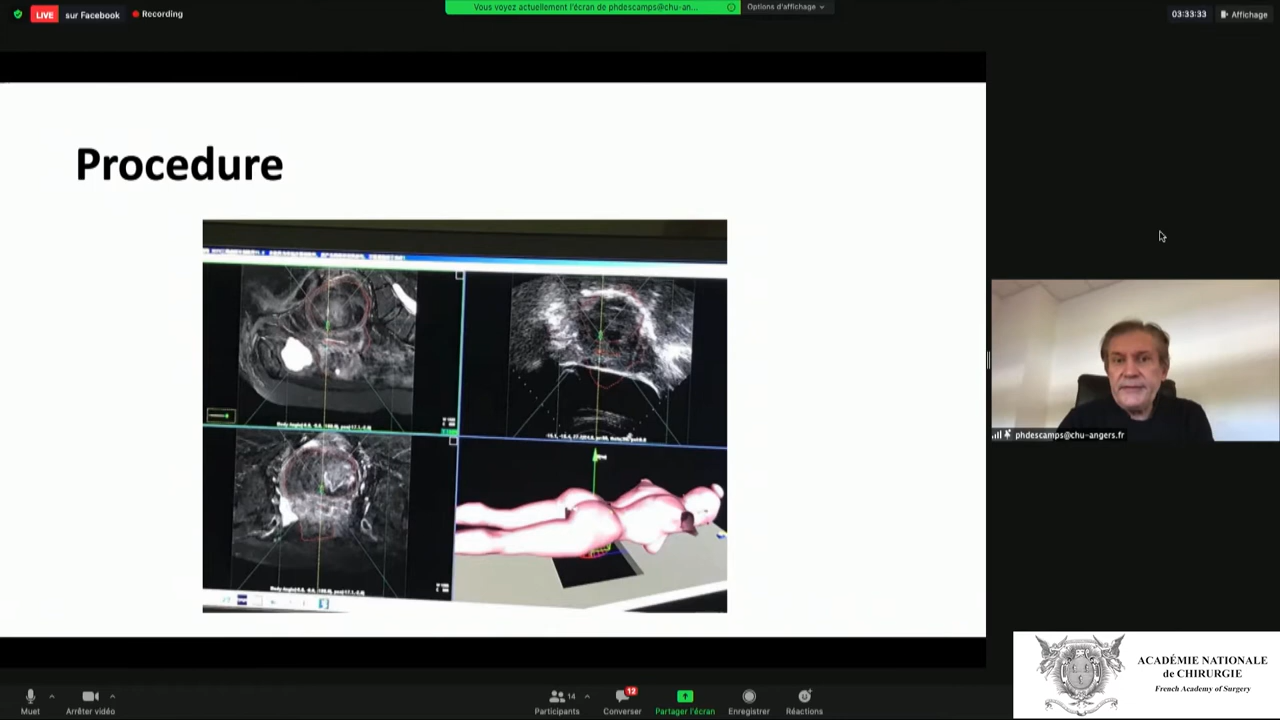 LIVE
sur Facebook
Recording
Vous voyez actuellement l'écran de phdescamps@chu-an...
Options d'affichage
03:33:33
Affichage
Procedure
phdescamps@chu-angers.fr
ACADÉMIE NATIONALE
de CHIRURGIE
French Academy of Surgery
Muet
Arrêter vidéo
14
Participants
12
Converser
Partager l'écran
Enregistrer
Réactions